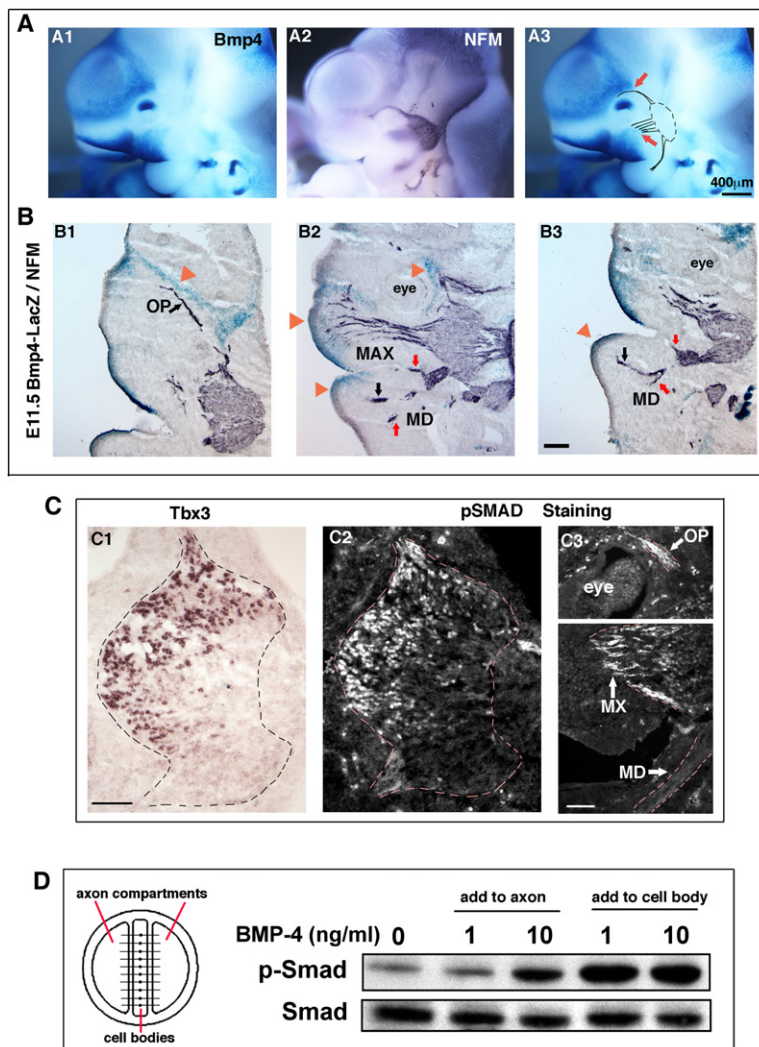 A
A1 Bmp4
A2 NFM
A3
400µm
B
E11.5 Bmp4-LacZ / NFM
B1
OP
B2
eye
MAX
MD
B3
eye
MD
C
Tbx3 pSMAD Staining
C1
C2
C3
OP
eye
MX
MD
D
axon compartments
cell bodies
add to axon add to cell body
BMP-4 (ng/ml) 0 1 10 1 10
p-Smad
Smad